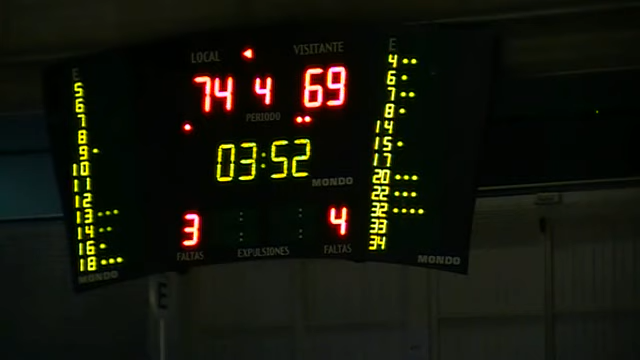 LOCAL VISITANTE
74 4 69
PERIODO
03:52
MONDO
3 4
FALTAS EXPULSIONES FALTAS
E
5
6
7
8
9
10
11
12
13
14
16
18
MONDO
E
4
6
7
8
14
15
17
20
22
32
33
34
MONDO
E